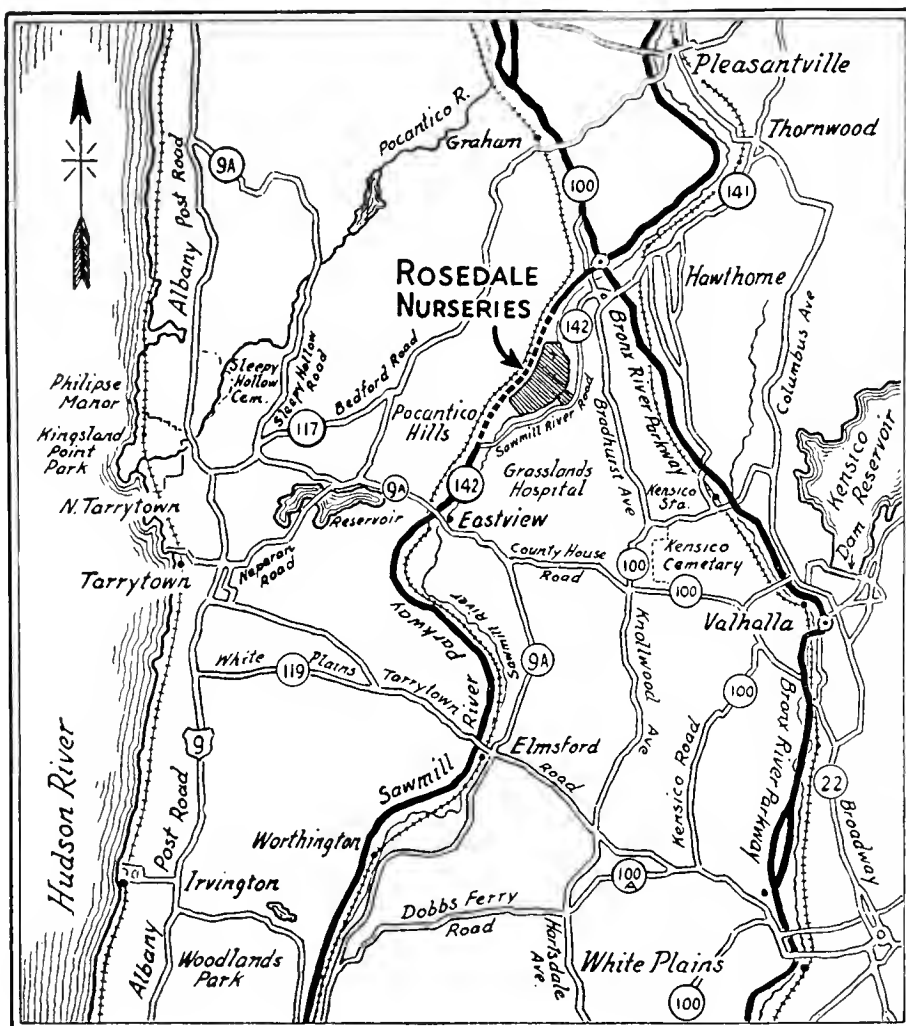 Pleasantville
Thornwood
Pocantico R.
Graham
9A
100
141
Albany Post Road
ROSEDALE
NURSERIES
Hawthorne
142
Sleepy
Hollow
Cem.
Sleepy Hollow
Road
Bedford Road
117
Philipse
Manor
Kingsland
Point
Park
Pocantico
Hills
Sawmill River Road
Bronx River Parkway
Bradhurst Ave
Columbus Ave
Kensico
Reservoir
Dam
142
Grasslands
Hospital
Kensico
Sta.
N. Tarrytown
9A
Reservoir
Eastview
County House
Road
100
Kensico
Cemetary
100
Tarrytown
Neperan
Road
Valhalla
Sawmill River
Parkway
9A
Knollwood Ave
White Plains
119
Tarrytown
Road
100
River
Elmsford
Kensico Road
Bronx River Parkway
9
Sawmill
22
Broadway
Hudson River
Post Road
Worthington
100
A
Irvington
Dobbs Ferry
Road
Albany
Woodlands
Park
Hartsdale
Ave.
White Plains
100